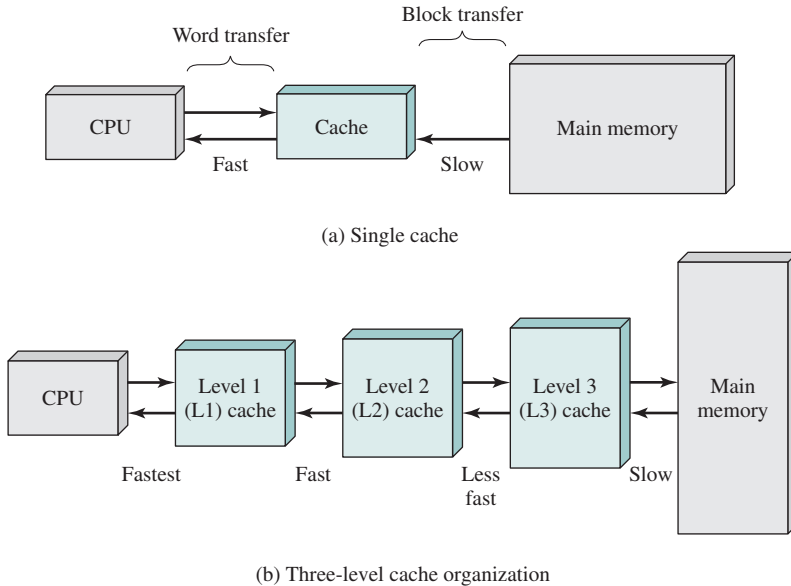 Block transfer
Word transfer
CPU
Cache
Main memory
Fast
Slow
(a) Single cache
CPU
Level 1
(L1) cache
Level 2
(L2) cache
Level 3
(L3) cache
Main
memory
Fastest
Fast
Less
fast
Slow
(b) Three-level cache organization